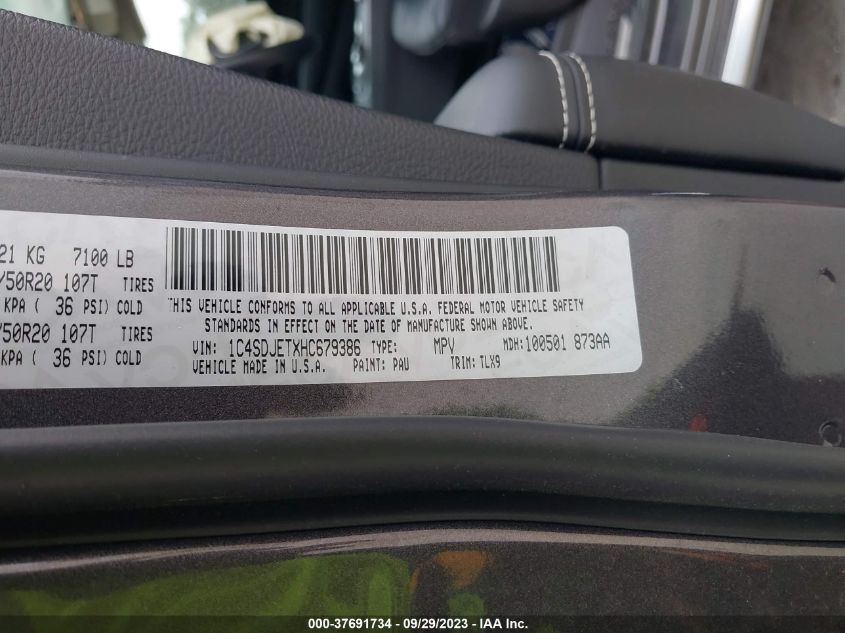 21 KG 7100 LB
/50R20 107T TIRES
KPA ( 36 PSI) COLD
/50R20 107T TIRES
KPA ( 36 PSI) COLD
THIS VEHICLE CONFORMS TO ALL APPLICABLE U.S.A. FEDERAL MOTOR VEHICLE SAFETY
STANDARDS IN EFFECT ON THE DATE OF MANUFACTURE SHOWN ABOVE.
VIN: 1C4SDJETXHC679386 TYPE: MPV MDH: 100501 873AA
VEHICLE MADE IN U.S.A. PAINT: PAU TRIM: TLX9
000-37691734 - 09/29/2023 - IAA Inc.